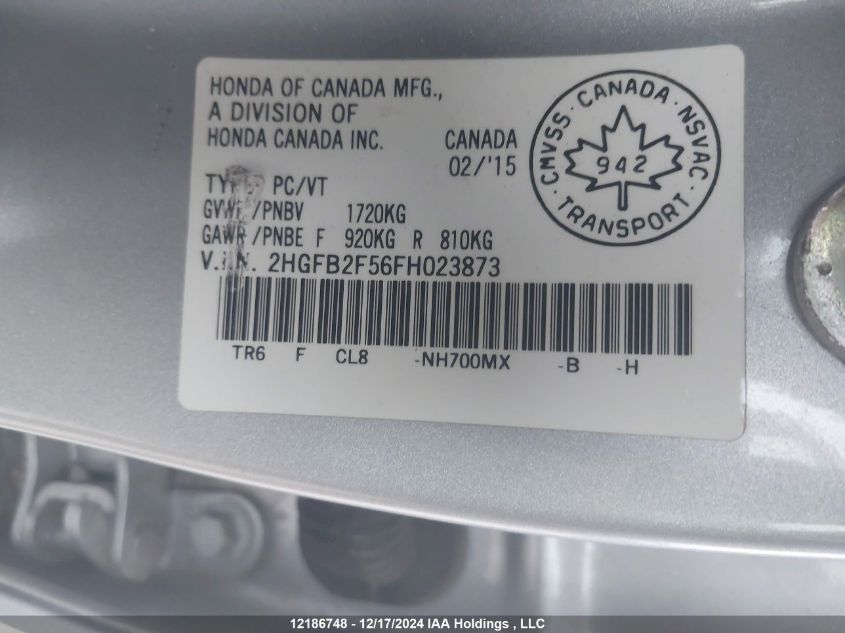 HONDA OF CANADA MFG.,
A DIVISION OF
HONDA CANADA INC.
CANADA
02/'15
CMVSS · CANADA · NSVAC
942
· TRANSPORT ·
PC/VT
GVWR/PNBV 1720KG
GAWR/PNBE F 920KG R 810KG
V.I.N. 2HGFB2F56FH023873
TR6 F CL8 -NH700MX -B -H
12186748 - 12/17/2024 IAA Holdings , LLC